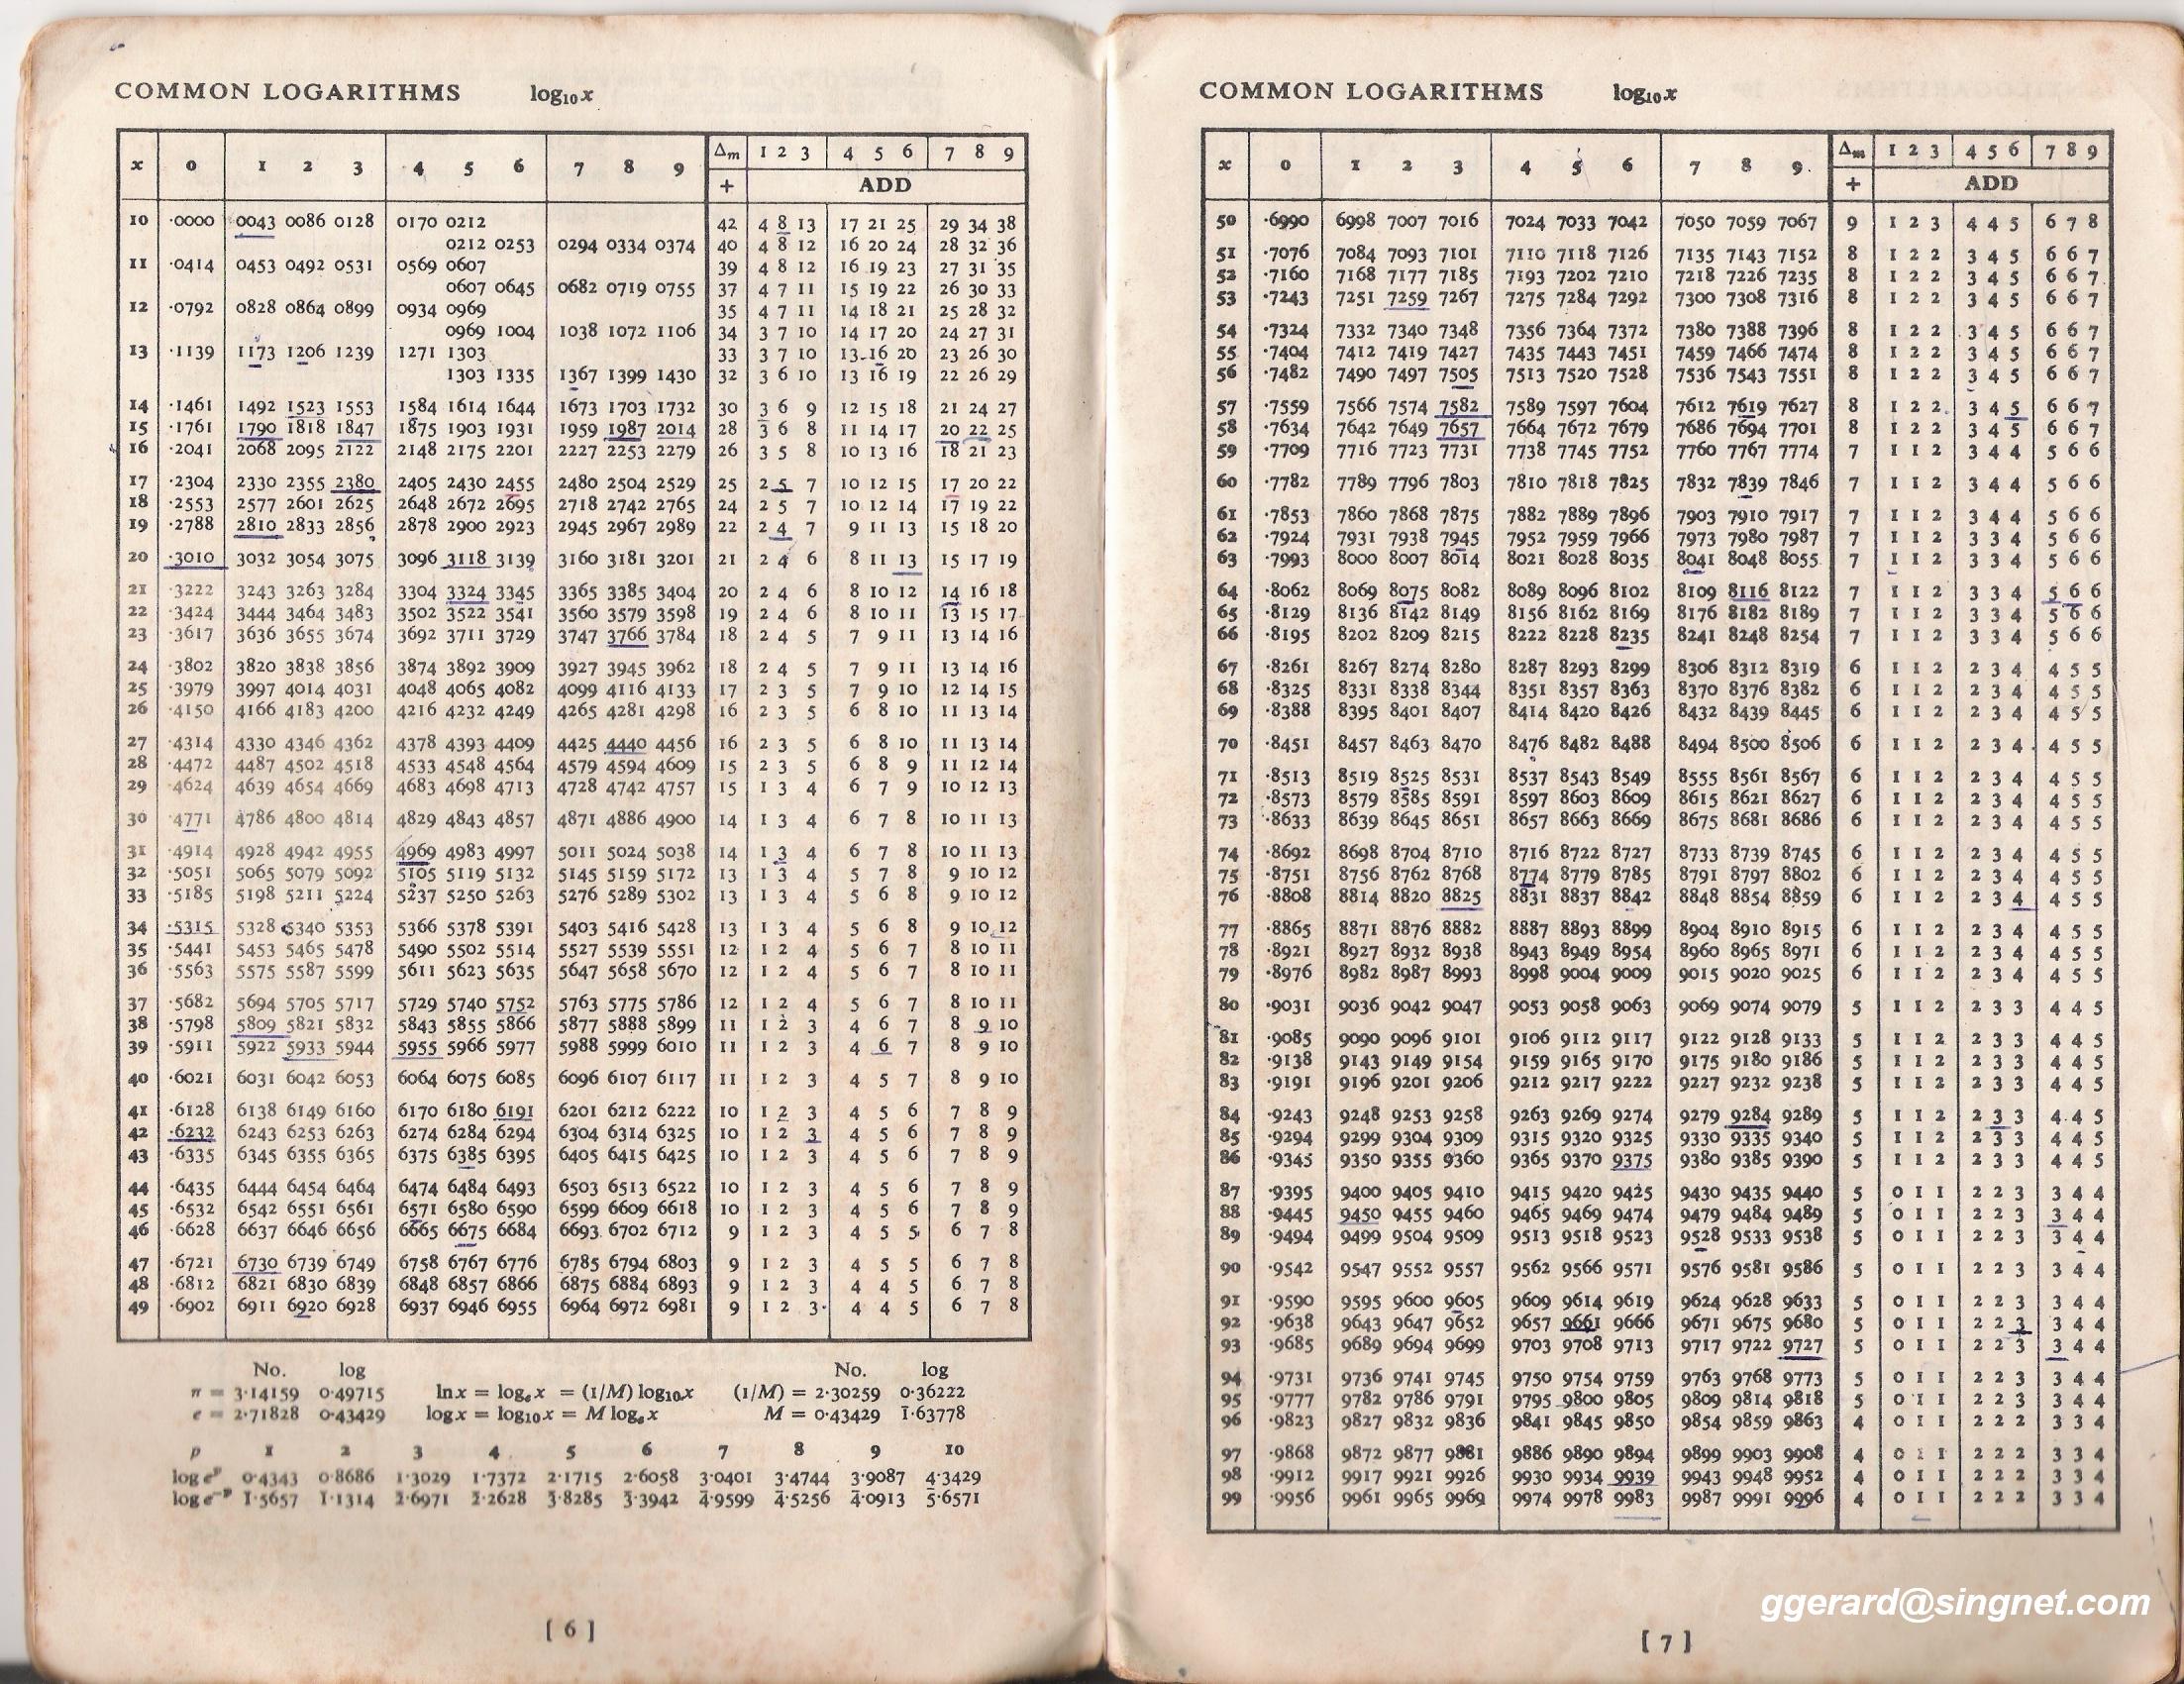 COMMON LOGARITHMS log₁₀x
x 0 1 2 3 4 5 6 7 8 9 Δm 1 2 3 4 5 6 7 8 9
+ ADD
10 ·0000 0043 0086 0128 0170 0212 42 4 8 13 17 21 25 29 34 38
0212 0253 0294 0334 0374 40 4 8 12 16 20 24 28 32 36
11 ·0414 0453 0492 0531 0569 0607 39 4 8 12 16 19 23 27 31 35
0607 0645 0682 0719 0755 37 4 7 11 15 19 22 26 30 33
12 ·0792 0828 0864 0899 0934 0969 35 4 7 11 14 18 21 25 28 32
0969 1004 1038 1072 1106 34 3 7 10 14 17 20 24 27 31
13 ·1139 1173 1206 1239 1271 1303 33 3 7 10 13 16 20 23 26 30
1303 1335 1367 1399 1430 32 3 6 10 13 16 19 22 26 29
14 ·1461 1492 1523 1553 1584 1614 1644 1673 1703 1732 30 3 6 9 12 15 18 21 24 27
15 ·1761 1790 1818 1847 1875 1903 1931 1959 1987 2014 28 3 6 8 11 14 17 20 22 25
16 ·2041 2068 2095 2122 2148 2175 2201 2227 2253 2279 26 3 5 8 10 13 16 18 21 23
17 ·2304 2330 2355 2380 2405 2430 2455 2480 2504 2529 25 2 5 7 10 12 15 17 20 22
18 ·2553 2577 2601 2625 2648 2672 2695 2718 2742 2765 24 2 5 7 10 12 14 17 19 22
19 ·2788 2810 2833 2856 2878 2900 2923 2945 2967 2989 22 2 4 7 9 11 13 15 18 20
20 ·3010 3032 3054 3075 3096 3118 3139 3160 3181 3201 21 2 4 6 8 11 13 15 17 19
21 ·3222 3243 3263 3284 3304 3324 3345 3365 3385 3404 20 2 4 6 8 10 12 14 16 18
22 ·3424 3444 3464 3483 3502 3522 3541 3560 3579 3598 19 2 4 6 8 10 11 13 15 17
23 ·3617 3636 3655 3674 3692 3711 3729 3747 3766 3784 18 2 4 5 7 9 11 13 14 16
24 ·3802 3820 3838 3856 3874 3892 3909 3927 3945 3962 18 2 4 5 7 9 11 13 14 16
25 ·3979 3997 4014 4031 4048 4065 4082 4099 4116 4133 17 2 3 5 7 9 10 12 14 15
26 ·4150 4166 4183 4200 4216 4232 4249 4265 4281 4298 16 2 3 5 6 8 10 11 13 14
27 ·4314 4330 4346 4362 4378 4393 4409 4425 4440 4456 16 2 3 5 6 8 10 11 13 14
28 ·4472 4487 4502 4518 4533 4548 4564 4579 4594 4609 15 2 3 5 6 8 9 11 12 14
29 ·4624 4639 4654 4669 4683 4698 4713 4728 4742 4757 15 1 3 4 6 7 9 10 12 13
30 ·4771 4786 4800 4814 4829 4843 4857 4871 4886 4900 14 1 3 4 6 7 8 10 11 13
31 ·4914 4928 4942 4955 4969 4983 4997 5011 5024 5038 14 1 3 4 6 7 8 10 11 13
32 ·5051 5065 5079 5092 5105 5119 5132 5145 5159 5172 13 1 3 4 5 7 8 9 10 12
33 ·5185 5198 5211 5224 5237 5250 5263 5276 5289 5302 13 1 3 4 5 6 8 9 10 12
34 ·5315 5328 5340 5353 5366 5378 5391 5403 5416 5428 13 1 3 4 5 6 8 9 10 12
35 ·5441 5453 5465 5478 5490 5502 5514 5527 5539 5551 12 1 2 4 5 6 7 8 10 11
36 ·5563 5575 5587 5599 5611 5623 5635 5647 5658 5670 12 1 2 4 5 6 7 8 10 11
37 ·5682 5694 5705 5717 5729 5740 5752 5763 5775 5786 12 1 2 4 5 6 7 8 10 11
38 ·5798 5809 5821 5832 5843 5855 5866 5877 5888 5899 11 1 2 3 4 6 7 8 9 10
39 ·5911 5922 5933 5944 5955 5966 5977 5988 5999 6010 11 1 2 3 4 6 7 8 9 10
40 ·6021 6031 6042 6053 6064 6075 6085 6096 6107 6117 11 1 2 3 4 5 7 8 9 10
41 ·6128 6138 6149 6160 6170 6180 6191 6201 6212 6222 10 1 2 3 4 5 6 7 8 9
42 ·6232 6243 6253 6263 6274 6284 6294 6304 6314 6325 10 1 2 3 4 5 6 7 8 9
43 ·6335 6345 6355 6365 6375 6385 6395 6405 6415 6425 10 1 2 3 4 5 6 7 8 9
44 ·6435 6444 6454 6464 6474 6484 6493 6503 6513 6522 10 1 2 3 4 5 6 7 8 9
45 ·6532 6542 6551 6561 6571 6580 6590 6599 6609 6618 10 1 2 3 4 5 6 7 8 9
46 ·6628 6637 6646 6656 6665 6675 6684 6693 6702 6712 9 1 2 3 4 5 5 6 7 8
47 ·6721 6730 6739 6749 6758 6767 6776 6785 6794 6803 9 1 2 3 4 5 5 6 7 8
48 ·6812 6821 6830 6839 6848 6857 6866 6875 6884 6893 9 1 2 3 4 4 5 6 7 8
49 ·6902 6911 6920 6928 6937 6946 6955 6964 6972 6981 9 1 2 3 4 4 5 6 7 8
No. log No. log
π = 3·14159 0·49715 ln x = logₑx = (1/M) log₁₀x (1/M) = 2·30259 0·36222
e = 2·71828 0·43429 log x = log₁₀x = M logₑx M = 0·43429 1̄·63778
p 1 2 3 4 5 6 7 8 9 10
log eᵖ 0·4343 0·8686 1·3029 1·7372 2·1715 2·6058 3·0401 3·4744 3·9087 4·3429
log e⁻ᵖ 1̄·5657 1̄·1314 2̄·6971 2̄·2628 3̄·8285 3̄·3942 4̄·9599 4̄·5256 4̄·0913 5̄·6571
[ 6 ]
COMMON LOGARITHMS log₁₀x
x 0 1 2 3 4 5 6 7 8 9 Δm 1 2 3 4 5 6 7 8 9
+ ADD
50 ·6990 6998 7007 7016 7024 7033 7042 7050 7059 7067 9 1 2 3 4 4 5 6 7 8
51 ·7076 7084 7093 7101 7110 7118 7126 7135 7143 7152 8 1 2 2 3 4 5 6 6 7
52 ·7160 7168 7177 7185 7193 7202 7210 7218 7226 7235 8 1 2 2 3 4 5 6 6 7
53 ·7243 7251 7259 7267 7275 7284 7292 7300 7308 7316 8 1 2 2 3 4 5 6 6 7
54 ·7324 7332 7340 7348 7356 7364 7372 7380 7388 7396 8 1 2 2 3 4 5 6 6 7
55 ·7404 7412 7419 7427 7435 7443 7451 7459 7466 7474 8 1 2 2 3 4 5 6 6 7
56 ·7482 7490 7497 7505 7513 7520 7528 7536 7543 7551 8 1 2 2 3 4 5 6 6 7
57 ·7559 7566 7574 7582 7589 7597 7604 7612 7619 7627 8 1 2 2 3 4 5 6 6 7
58 ·7634 7642 7649 7657 7664 7672 7679 7686 7694 7701 8 1 2 2 3 4 5 6 6 7
59 ·7709 7716 7723 7731 7738 7745 7752 7760 7767 7774 7 1 1 2 3 4 4 5 6 6
60 ·7782 7789 7796 7803 7810 7818 7825 7832 7839 7846 7 1 1 2 3 4 4 5 6 6
61 ·7853 7860 7868 7875 7882 7889 7896 7903 7910 7917 7 1 1 2 3 4 4 5 6 6
62 ·7924 7931 7938 7945 7952 7959 7966 7973 7980 7987 7 1 1 2 3 3 4 5 6 6
63 ·7993 8000 8007 8014 8021 8028 8035 8041 8048 8055 7 1 1 2 3 3 4 5 6 6
64 ·8062 8069 8075 8082 8089 8096 8102 8109 8116 8122 7 1 1 2 3 3 4 5 6 6
65 ·8129 8136 8142 8149 8156 8162 8169 8176 8182 8189 7 1 1 2 3 3 4 5 6 6
66 ·8195 8202 8209 8215 8222 8228 8235 8241 8248 8254 7 1 1 2 3 3 4 5 6 6
67 ·8261 8267 8274 8280 8287 8293 8299 8306 8312 8319 6 1 1 2 2 3 4 4 5 5
68 ·8325 8331 8338 8344 8351 8357 8363 8370 8376 8382 6 1 1 2 2 3 4 4 5 5
69 ·8388 8395 8401 8407 8414 8420 8426 8432 8439 8445 6 1 1 2 2 3 4 4 5 5
70 ·8451 8457 8463 8470 8476 8482 8488 8494 8500 8506 6 1 1 2 2 3 4 4 5 5
71 ·8513 8519 8525 8531 8537 8543 8549 8555 8561 8567 6 1 1 2 2 3 4 4 5 5
72 ·8573 8579 8585 8591 8597 8603 8609 8615 8621 8627 6 1 1 2 2 3 4 4 5 5
73 ·8633 8639 8645 8651 8657 8663 8669 8675 8681 8686 6 1 1 2 2 3 4 4 5 5
74 ·8692 8698 8704 8710 8716 8722 8727 8733 8739 8745 6 1 1 2 2 3 4 4 5 5
75 ·8751 8756 8762 8768 8774 8779 8785 8791 8797 8802 6 1 1 2 2 3 4 4 5 5
76 ·8808 8814 8820 8825 8831 8837 8842 8848 8854 8859 6 1 1 2 2 3 4 4 5 5
77 ·8865 8871 8876 8882 8887 8893 8899 8904 8910 8915 6 1 1 2 2 3 4 4 5 5
78 ·8921 8927 8932 8938 8943 8949 8954 8960 8965 8971 6 1 1 2 2 3 4 4 5 5
79 ·8976 8982 8987 8993 8998 9004 9009 9015 9020 9025 6 1 1 2 2 3 4 4 5 5
80 ·9031 9036 9042 9047 9053 9058 9063 9069 9074 9079 5 1 1 2 2 3 3 4 4 5
81 ·9085 9090 9096 9101 9106 9112 9117 9122 9128 9133 5 1 1 2 2 3 3 4 4 5
82 ·9138 9143 9149 9154 9159 9165 9170 9175 9180 9186 5 1 1 2 2 3 3 4 4 5
83 ·9191 9196 9201 9206 9212 9217 9222 9227 9232 9238 5 1 1 2 2 3 3 4 4 5
84 ·9243 9248 9253 9258 9263 9269 9274 9279 9284 9289 5 1 1 2 2 3 3 4 4 5
85 ·9294 9299 9304 9309 9315 9320 9325 9330 9335 9340 5 1 1 2 2 3 3 4 4 5
86 ·9345 9350 9355 9360 9365 9370 9375 9380 9385 9390 5 1 1 2 2 3 3 4 4 5
87 ·9395 9400 9405 9410 9415 9420 9425 9430 9435 9440 5 0 1 1 2 2 3 3 4 4
88 ·9445 9450 9455 9460 9465 9469 9474 9479 9484 9489 5 0 1 1 2 2 3 3 4 4
89 ·9494 9499 9504 9509 9513 9518 9523 9528 9533 9538 5 0 1 1 2 2 3 3 4 4
90 ·9542 9547 9552 9557 9562 9566 9571 9576 9581 9586 5 0 1 1 2 2 3 3 4 4
91 ·9590 9595 9600 9605 9609 9614 9619 9624 9628 9633 5 0 1 1 2 2 3 3 4 4
92 ·9638 9643 9647 9652 9657 9661 9666 9671 9675 9680 5 0 1 1 2 2 3 3 4 4
93 ·9685 9689 9694 9699 9703 9708 9713 9717 9722 9727 5 0 1 1 2 2 3 3 4 4
94 ·9731 9736 9741 9745 9750 9754 9759 9763 9768 9773 5 0 1 1 2 2 3 3 4 4
95 ·9777 9782 9786 9791 9795 9800 9805 9809 9814 9818 5 0 1 1 2 2 3 3 4 4
96 ·9823 9827 9832 9836 9841 9845 9850 9854 9859 9863 4 0 1 1 2 2 2 3 3 4
97 ·9868 9872 9877 9881 9886 9890 9894 9899 9903 9908 4 0 1 1 2 2 2 3 3 4
98 ·9912 9917 9921 9926 9930 9934 9939 9943 9948 9952 4 0 1 1 2 2 2 3 3 4
99 ·9956 9961 9965 9969 9974 9978 9983 9987 9991 9996 4 0 1 1 2 2 2 3 3 4
ggerard@singnet.com
[ 7 ]